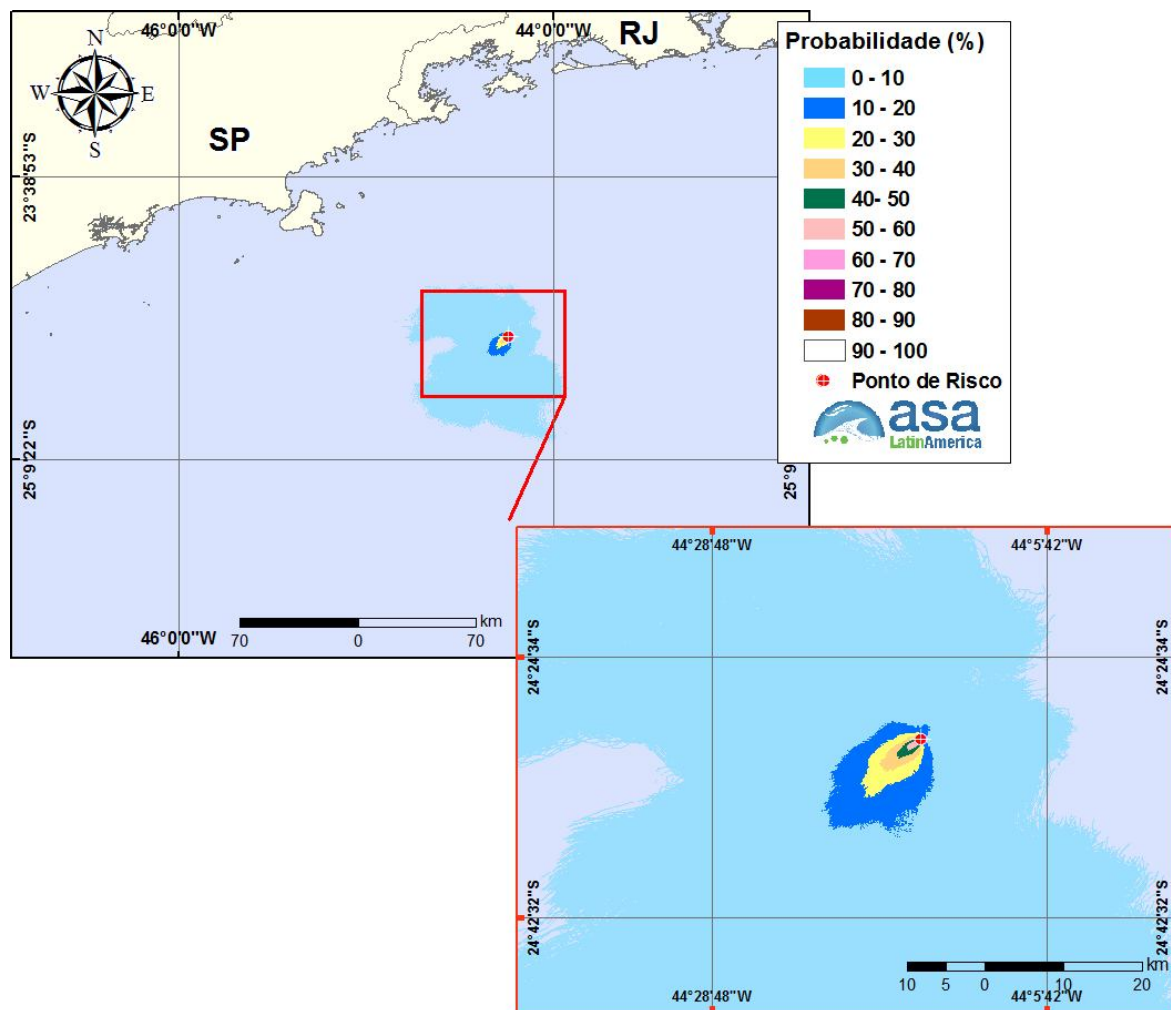 46°0'0"W
44°0'0"W
RJ
N
W
E
S
SP
23°38'53"S
25°9'22"S
25°9
46°0'0"W
km
70
0
70
Probabilidade (%)
0 - 10
10 - 20
20 - 30
30 - 40
40- 50
50 - 60
60 - 70
70 - 80
80 - 90
90 - 100
Ponto de Risco
asa
LatinAmerica
44°28'48"W
44°5'42"W
24°24'34"S
24°24'34"S
24°42'32"S
24°42'32"S
km
10
5
0
10
20
44°28'48"W
44°5'42"W